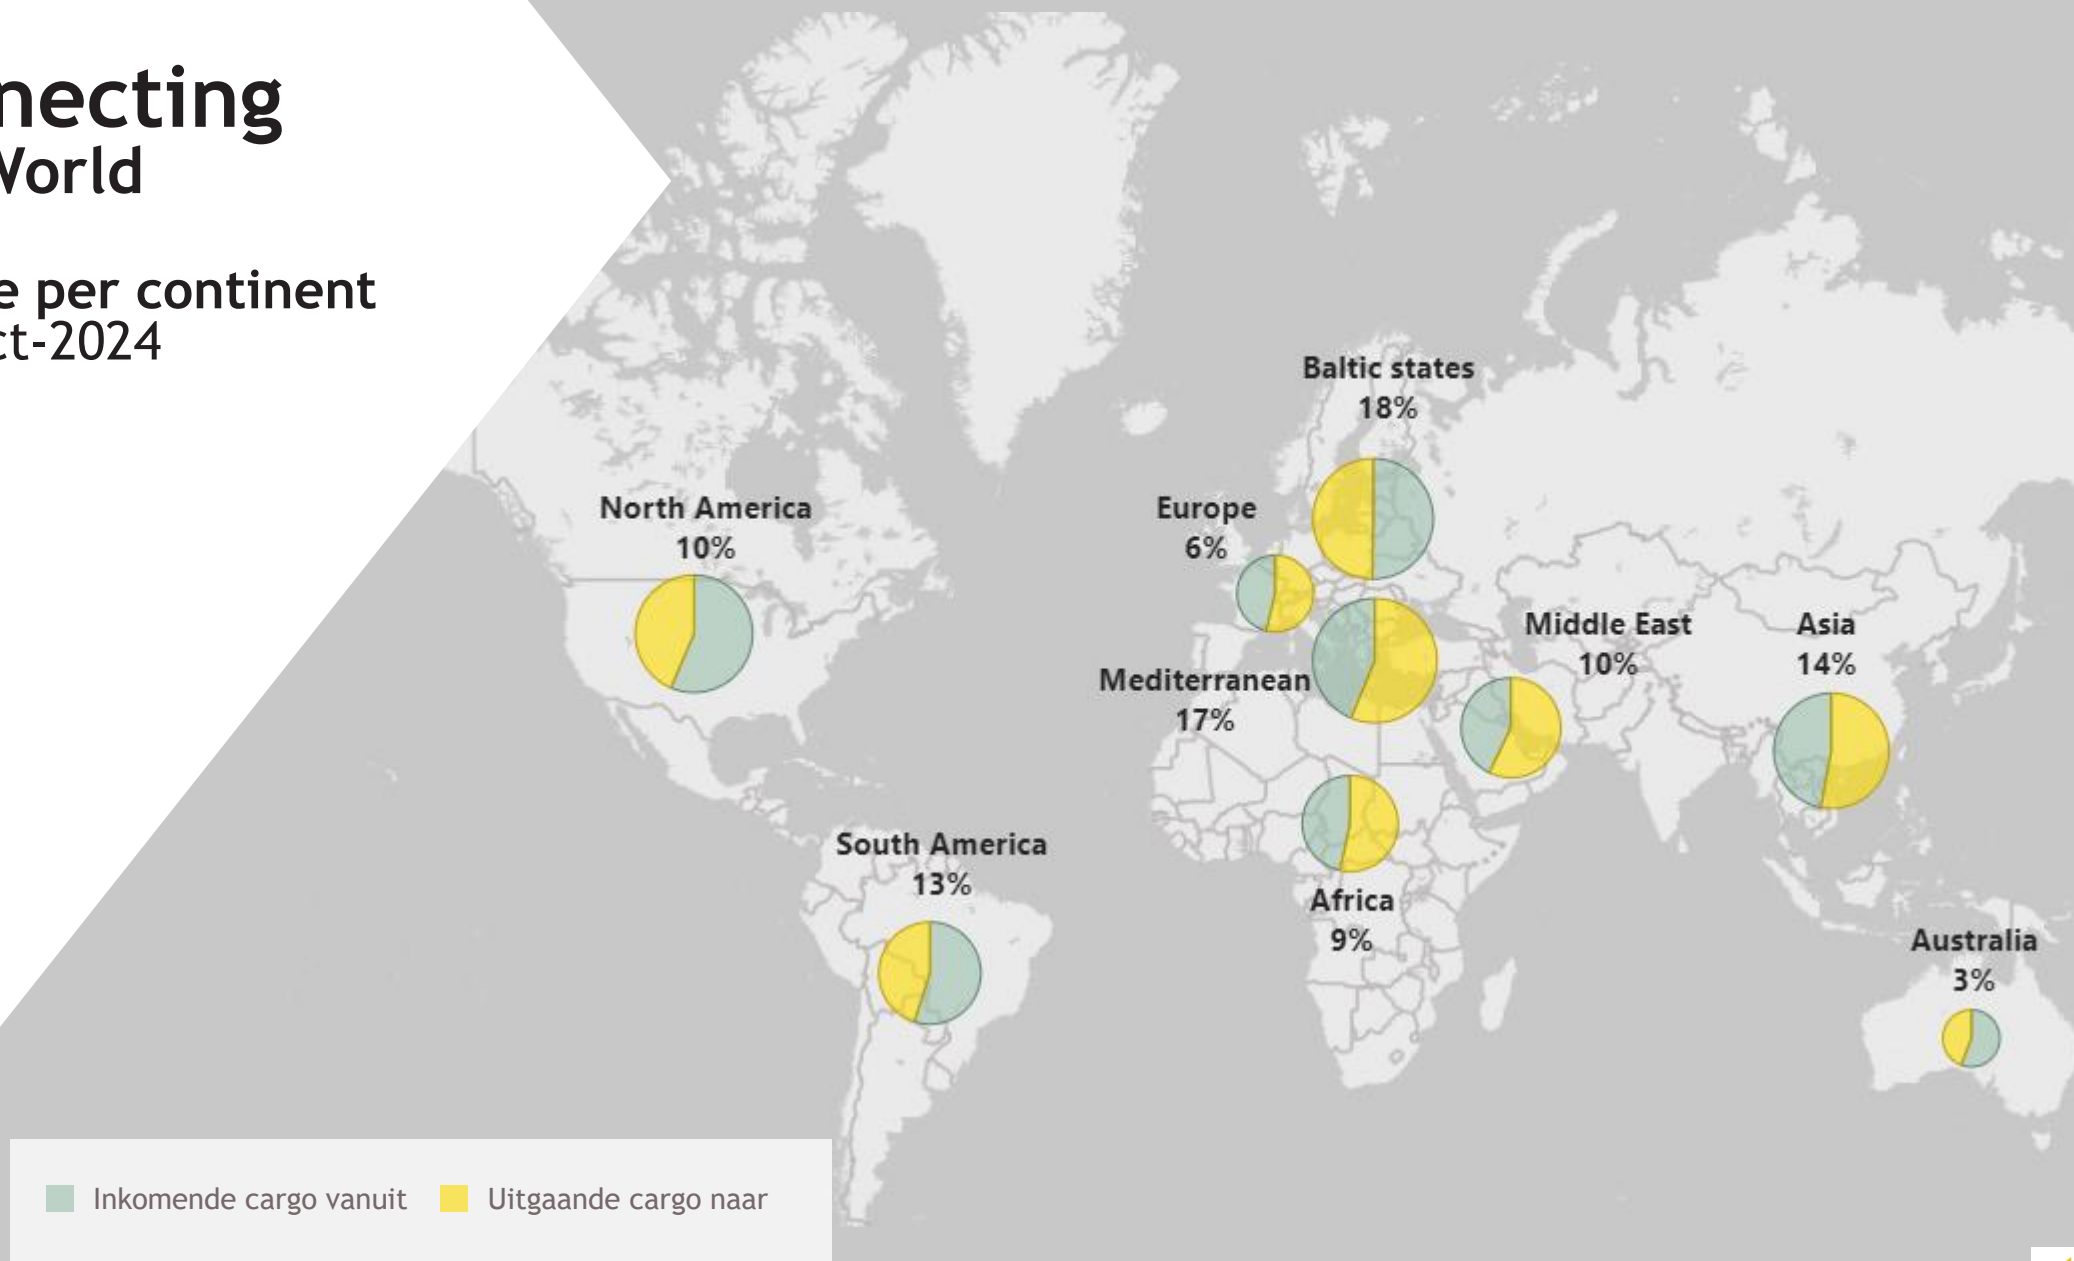 necting
World
e per continent
ct-2024
Baltic states
18%
North America
10%
Europe
6%
Middle East
10%
Asia
14%
Mediterranean
17%
South America
13%
Africa
9%
Australia
3%
Inkomende cargo vanuit
Uitgaande cargo naar